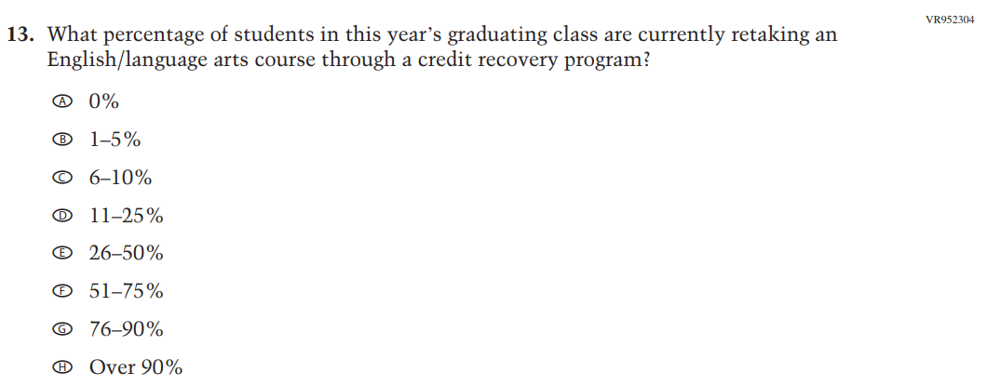 VR952304
13. What percentage of students in this year’s graduating class are currently retaking an
English/language arts course through a credit recovery program?
Ⓐ 0%
Ⓑ 1–5%
Ⓒ 6–10%
Ⓓ 11–25%
Ⓔ 26–50%
Ⓕ 51–75%
Ⓖ 76–90%
Ⓗ Over 90%